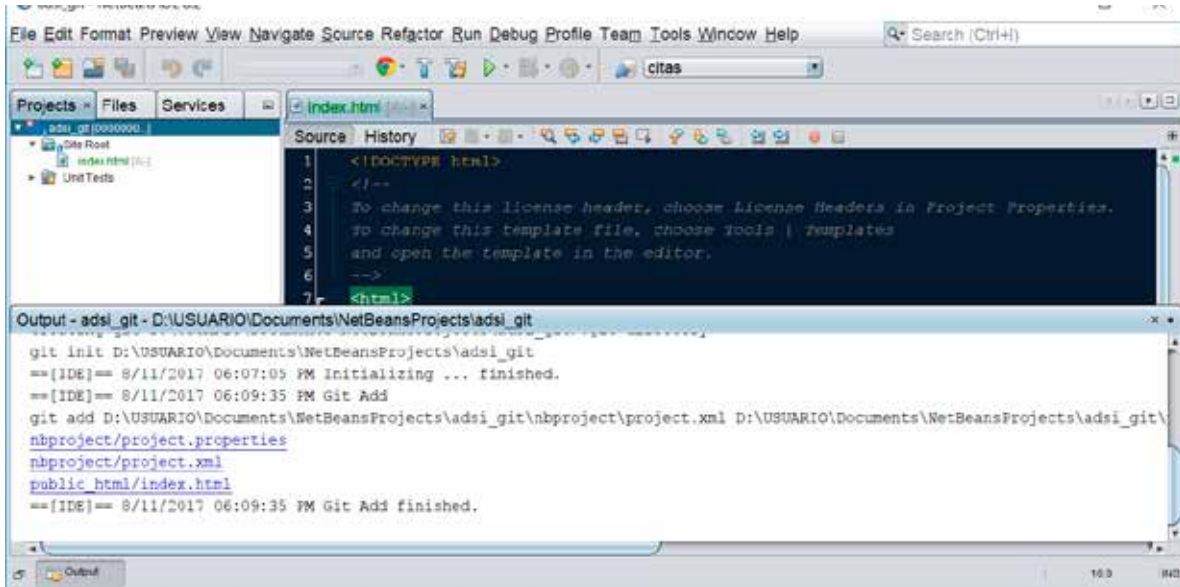 File Edit Format Preview View Navigate Source Refactor Run Debug Profile Team Tools Window Help
Search (Ctrl+I)
citas
Projects Files Services
index.html
adsi_git
Site Root
index.html
Unit Tests
Source History
1 <!DOCTYPE html>
2 <!--
3 To change this license header, choose License Headers in Project Properties.
4 To change this template file, choose Tools | Templates
5 and open the template in the editor.
6 -->
7 <html>
Output - adsi_git - D:\USUARIO\Documents\NetBeansProjects\adsi_git
git init D:\USUARIO\Documents\NetBeansProjects\adsi_git
==[IDE]== 8/11/2017 06:07:05 PM Initializing ... finished.
==[IDE]== 8/11/2017 06:09:35 PM Git Add
git add D:\USUARIO\Documents\NetBeansProjects\adsi_git\nbproject\project.xml D:\USUARIO\Documents\NetBeansProjects\adsi_git\
nbproject/project.properties
nbproject/project.xml
public_html/index.html
==[IDE]== 8/11/2017 06:09:35 PM Git Add finished.
Output
INS